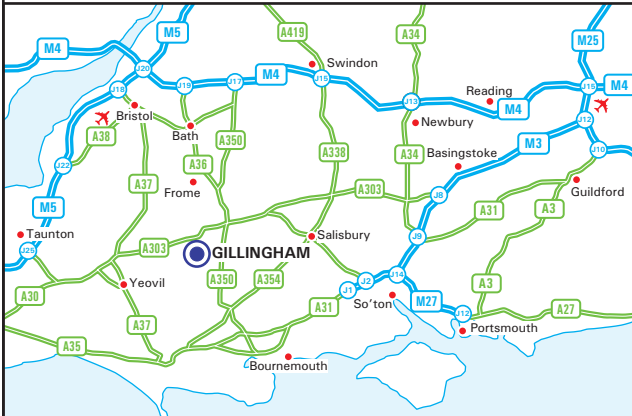 M5
A419
A34
M25
M4
J20
Swindon
J19
J17
M4
J15
Reading
J15
M4
J18
Bristol
J13
M4
J12
A38
Bath
A350
Newbury
M3
J10
J22
A36
A338
A34
Basingstoke
A37
Frome
A303
J8
Guildford
M5
A31
A3
Taunton
A303
Salisbury
J9
J25
GILLINGHAM
A30
Yeovil
A350
A354
J1
J2
J14
A3
A31
So'ton
M27
J12
A27
A37
Portsmouth
A35
Bournemouth